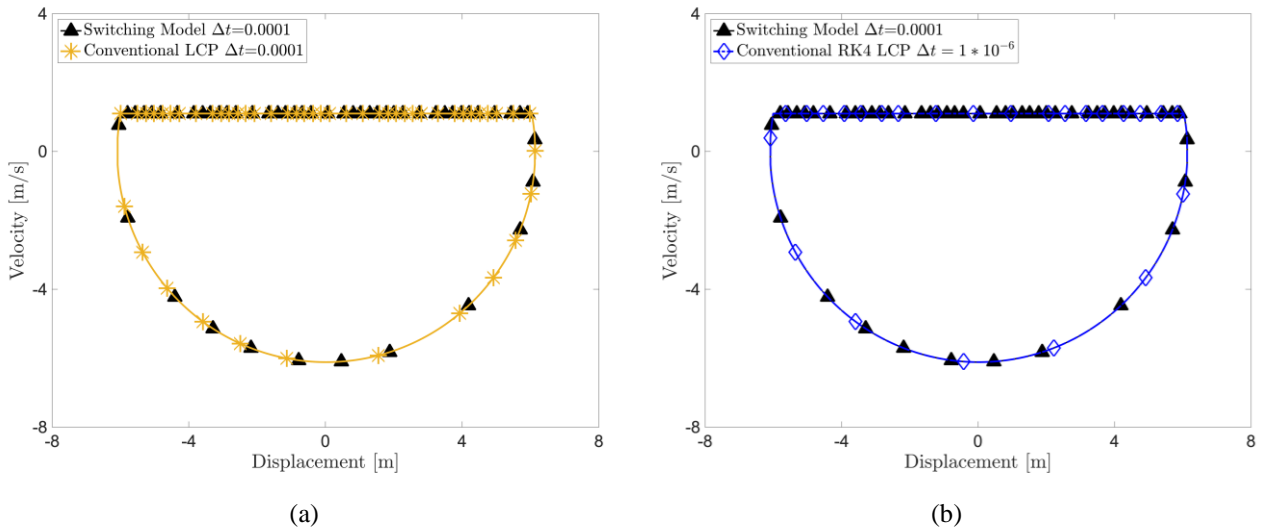 4
0
-4
-8
Velocity [m/s]
Switching Model Δt=0.0001
Conventional LCP Δt=0.0001
-8 -4 0 4 8
Displacement [m]
(a)
4
0
-4
-8
Velocity [m/s]
Switching Model Δt=0.0001
Conventional RK4 LCP Δt = 1 * 10⁻⁶
-8 -4 0 4 8
Displacement [m]
(b)